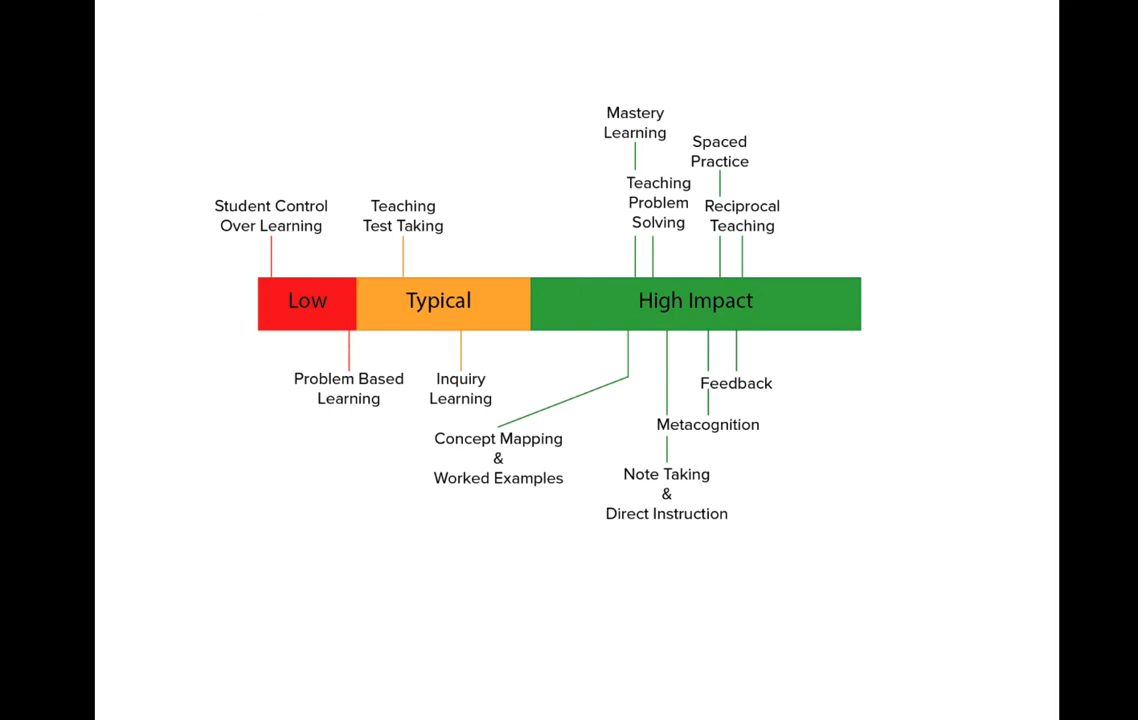 Mastery
Learning
Spaced
Practice
Teaching
Problem
Solving
Student Control
Over Learning
Teaching
Test Taking
Reciprocal
Teaching
Low
Typical
High Impact
Problem Based
Learning
Inquiry
Learning
Feedback
Concept Mapping
&
Worked Examples
Metacognition
Note Taking
&
Direct Instruction